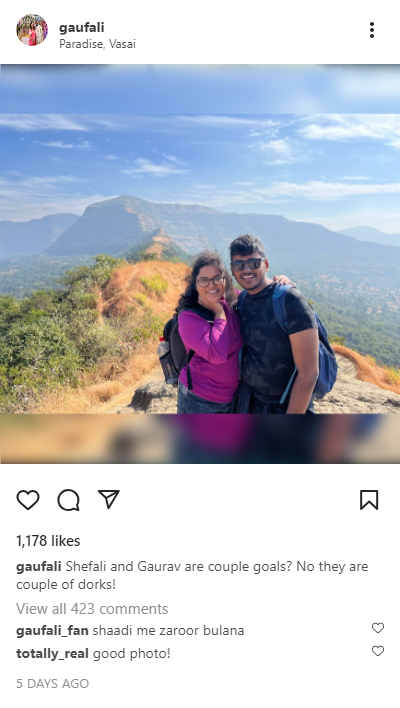 gaufali
Paradise, Vasai
1,178 likes
gaufali Shefali and Gaurav are couple goals? No they are
couple of dorks!
View all 423 comments
gaufali_fan shaadi me zaroor bulana
totally_real good photo!
5 DAYS AGO